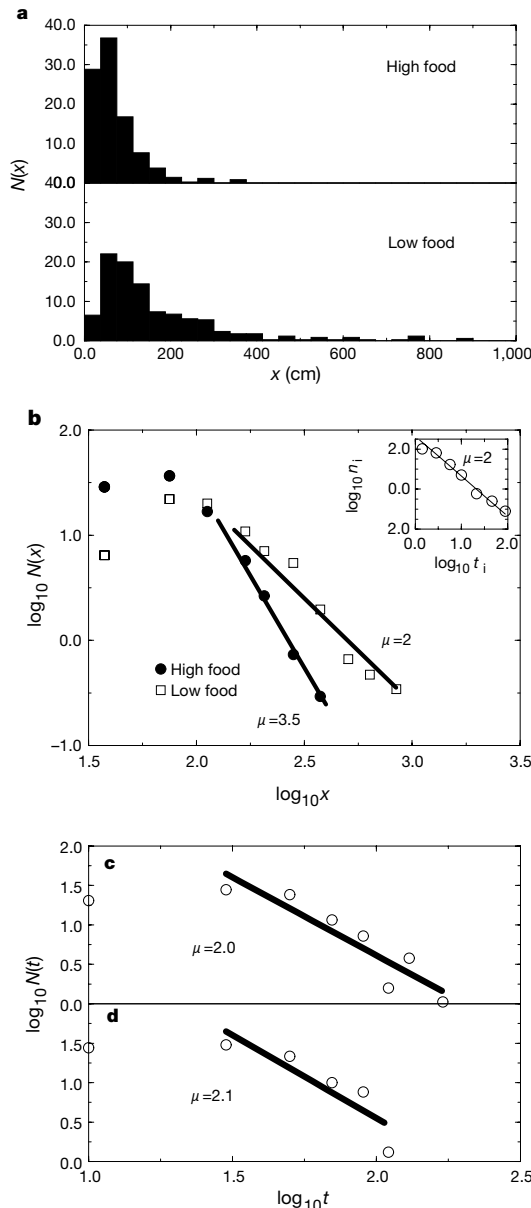 a
40.0
30.0
20.0
10.0
0.0
High food
N(x)
40.0
30.0
20.0
10.0
0.0
Low food
0.0 200 400 600 800 1,000
x (cm)
b
2.0
1.0
0.0
−1.0
log10 N(x)
High food
Low food
μ=3.5
μ=2
1.5 2.0 2.5 3.0 3.5
log10x
2.0
0.0
2.0
log10 ni
μ=2
0.0 1.0 2.0
log10 ti
c
2.0
1.5
1.0
0.5
0.0
μ=2.0
log10 N(t)
d
1.5
1.0
0.5
0.0
μ=2.1
1.0 1.5 2.0 2.5
log10t